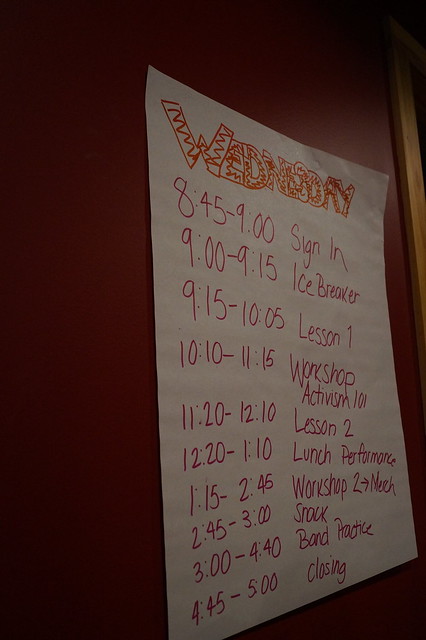 WEDNESDAY
8:45-9:00 Sign In
9:00-9:15 Ice Breaker
9:15-10:05 Lesson 1
10:10-11:15 Workshop
Activism 101
11:20-12:10 Lesson 2
12:20-1:10 Lunch Performance
1:15-2:45 Workshop 2→Merch
2:45-3:00 Snack
3:00-4:40 Band Practice
4:45-5:00 closing